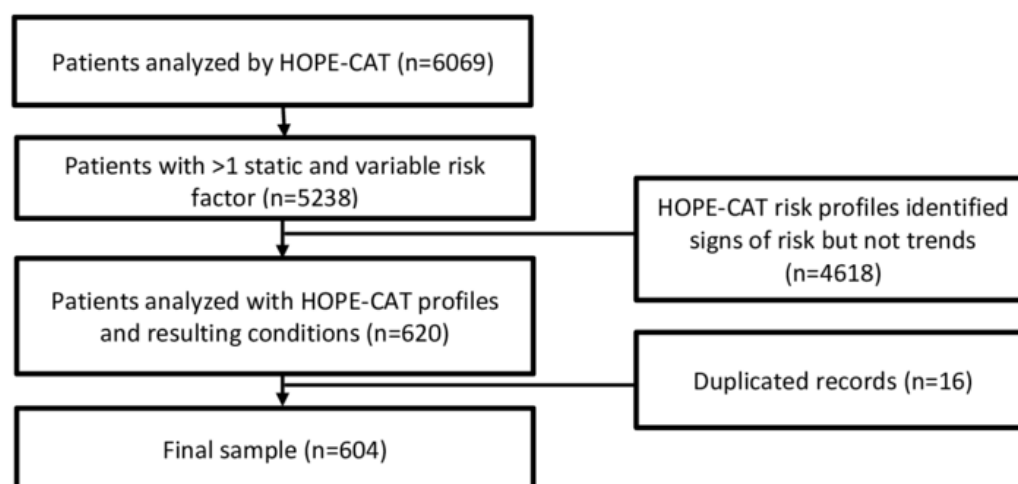 Patients analyzed by HOPE-CAT (n=6069)
Patients with >1 static and variable risk
factor (n=5238)
HOPE-CAT risk profiles identified
signs of risk but not trends
(n=4618)
Patients analyzed with HOPE-CAT profiles
and resulting conditions (n=620)
Duplicated records (n=16)
Final sample (n=604)